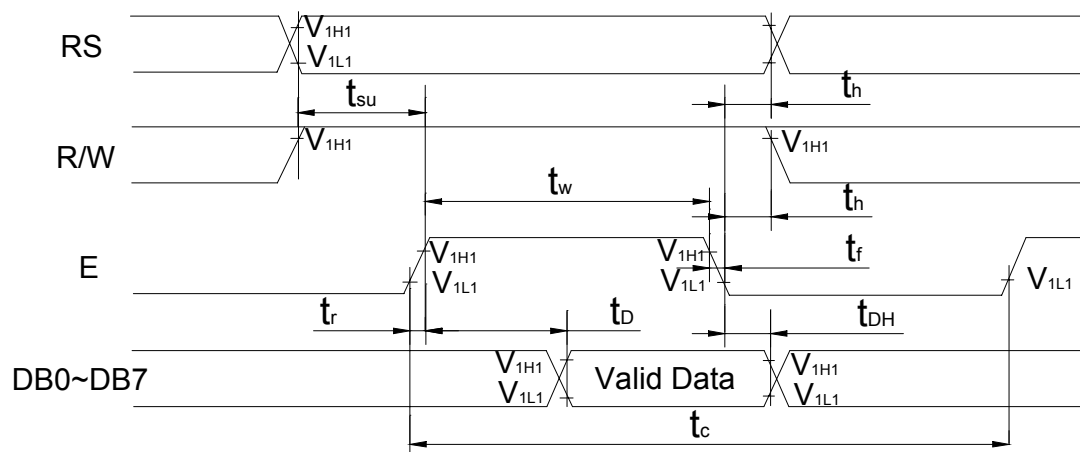 RS
V1H1
V1L1
tsu
th
R/W
V1H1
V1H1
tw
th
E
V1H1
V1L1
V1H1
V1L1
tf
V1L1
tr
tD
tDH
DB0~DB7
V1H1
V1L1
Valid Data
V1H1
V1L1
tc